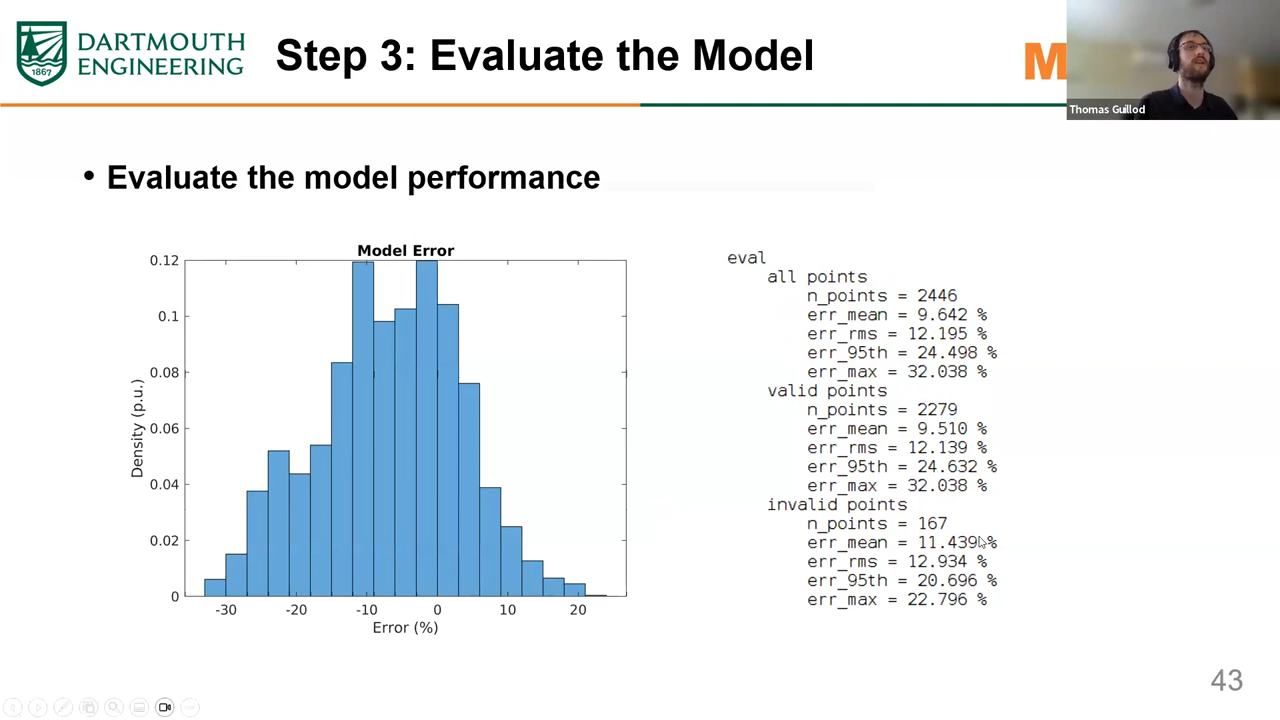 DARTMOUTH
ENGINEERING
1867
Step 3: Evaluate the Model
M
Thomas Guillod
• Evaluate the model performance
Model Error
0.12
0.1
0.08
0.06
0.04
0.02
0
Density (p.u.)
-30 -20 -10 0 10 20
Error (%)
eval
all points
n_points = 2446
err_mean = 9.642 %
err_rms = 12.195 %
err_95th = 24.498 %
err_max = 32.038 %
valid points
n_points = 2279
err_mean = 9.510 %
err_rms = 12.139 %
err_95th = 24.632 %
err_max = 32.038 %
invalid points
n_points = 167
err_mean = 11.439 %
err_rms = 12.934 %
err_95th = 20.696 %
err_max = 22.796 %
43